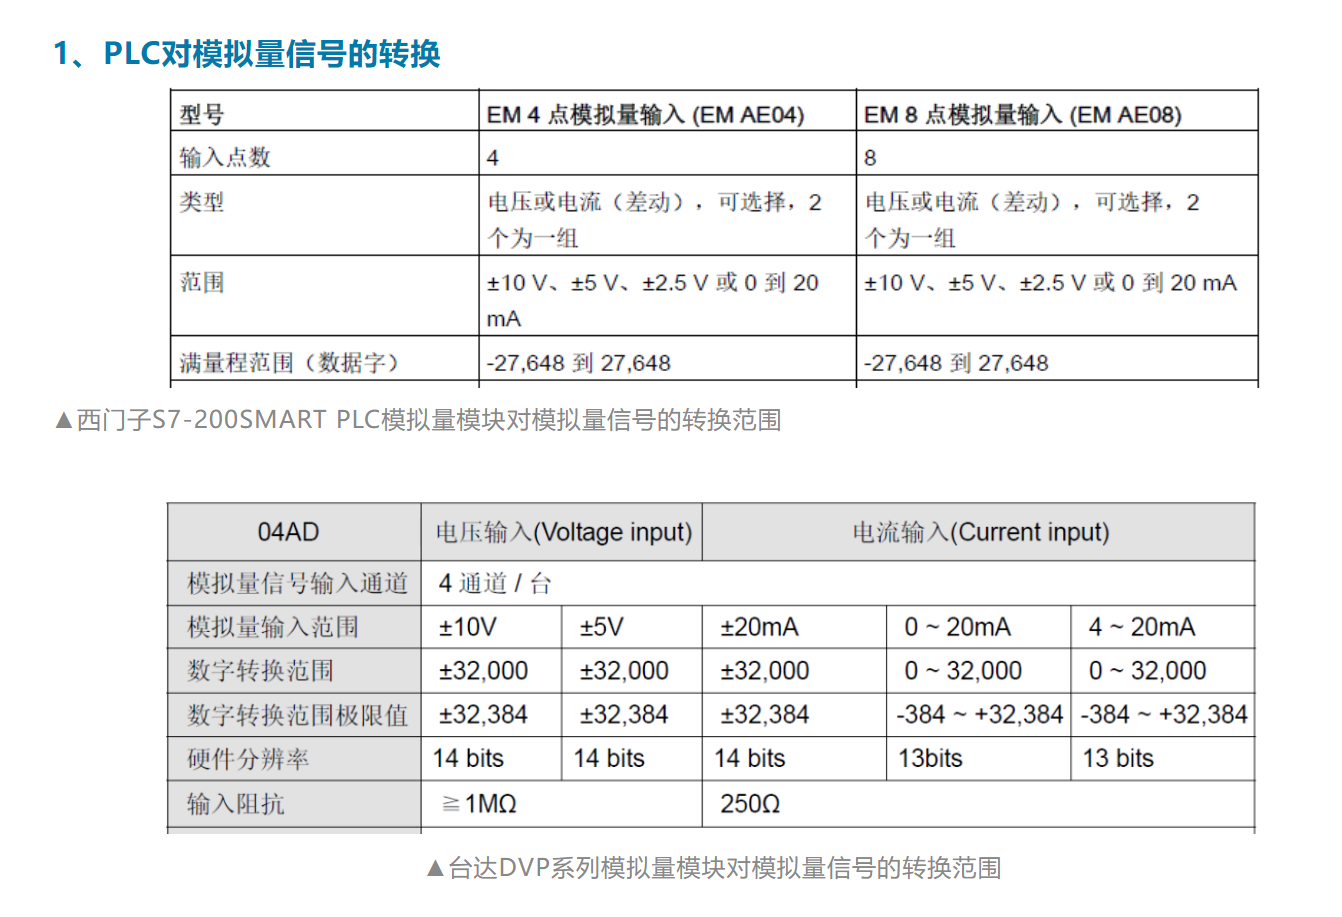 1、PLC对模拟量信号的转换
型号 EM 4 点模拟量输入 (EM AE04) EM 8 点模拟量输入 (EM AE08)
输入点数 4 8
类型 电压或电流（差动），可选择，2 电压或电流（差动），可选择，2
个为一组 个为一组
范围 ±10 V、±5 V、±2.5 V 或 0 到 20 ±10 V、±5 V、±2.5 V 或 0 到 20 mA
mA
满量程范围（数据字） -27,648 到 27,648 -27,648 到 27,648
▲西门子S7-200SMART PLC模拟量模块对模拟量信号的转换范围
04AD 电压输入(Voltage input) 电流输入(Current input)
模拟量信号输入通道 4 通道 / 台
模拟量输入范围 ±10V ±5V ±20mA 0 ~ 20mA 4 ~ 20mA
数字转换范围 ±32,000 ±32,000 ±32,000 0 ~ 32,000 0 ~ 32,000
数字转换范围极限值 ±32,384 ±32,384 ±32,384 -384 ~ +32,384 -384 ~ +32,384
硬件分辨率 14 bits 14 bits 14 bits 13bits 13 bits
输入阻抗 ≧1MΩ 250Ω
▲台达DVP系列模拟量模块对模拟量信号的转换范围